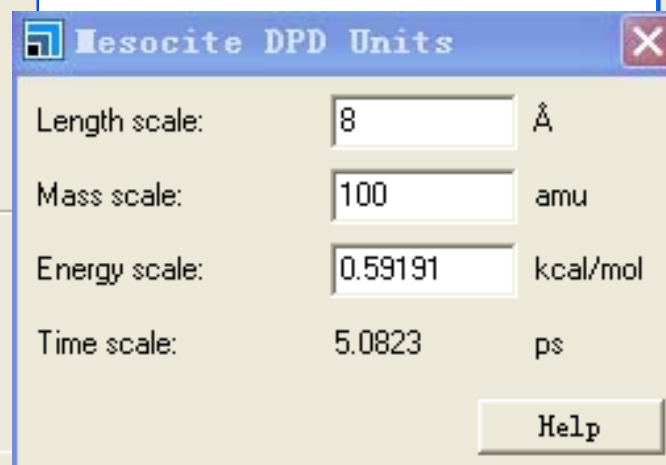 Mesocite DPD Units
Length scale: 8 Å
Mass scale: 100 amu
Energy scale: 0.59191 kcal/mol
Time scale: 5.0823 ps
Help